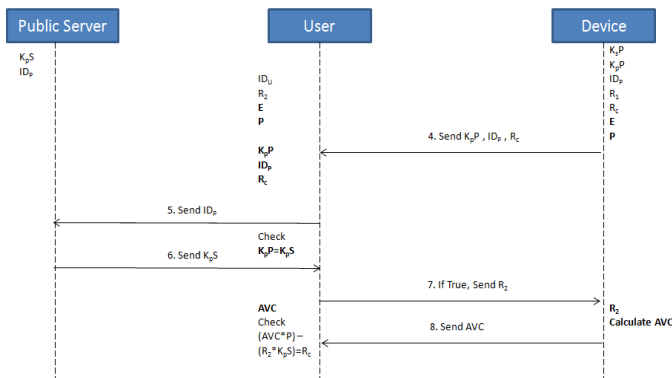 Public Server
User
Device
KpS
IDP
IDU
R2
E
P
KpP
IDP
Rc
KsP
KpP
IDP
R1
Rc
E
P
4. Send KpP , IDP , Rc
5. Send IDP
Check
KpP=KpS
6. Send KpS
7. If True, Send R2
AVC
Check
(AVC*P) –
(R2*KpS)=Rc
R2
Calculate AVC
8. Send AVC